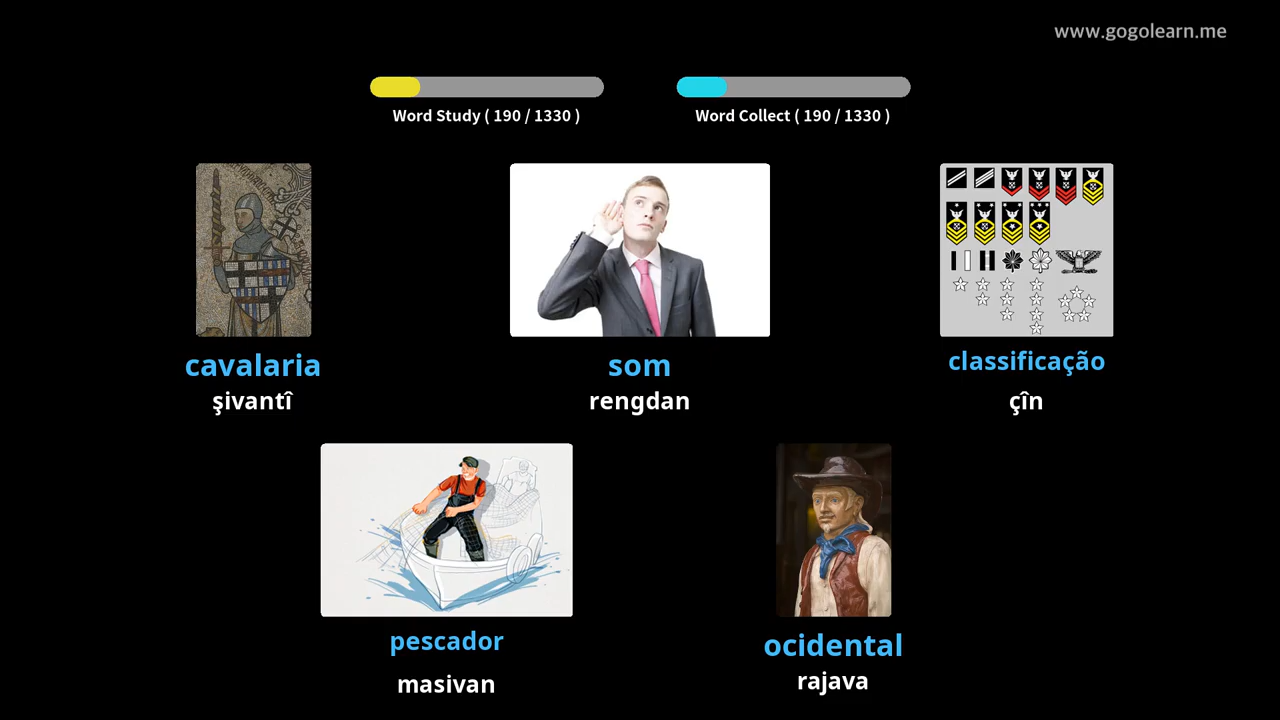 www.gogolearn.me
Word Study ( 190 / 1330 )
Word Collect ( 190 / 1330 )
cavalaria
şivantî
som
rengdan
classificação
çîn
pescador
masivan
ocidental
rajava